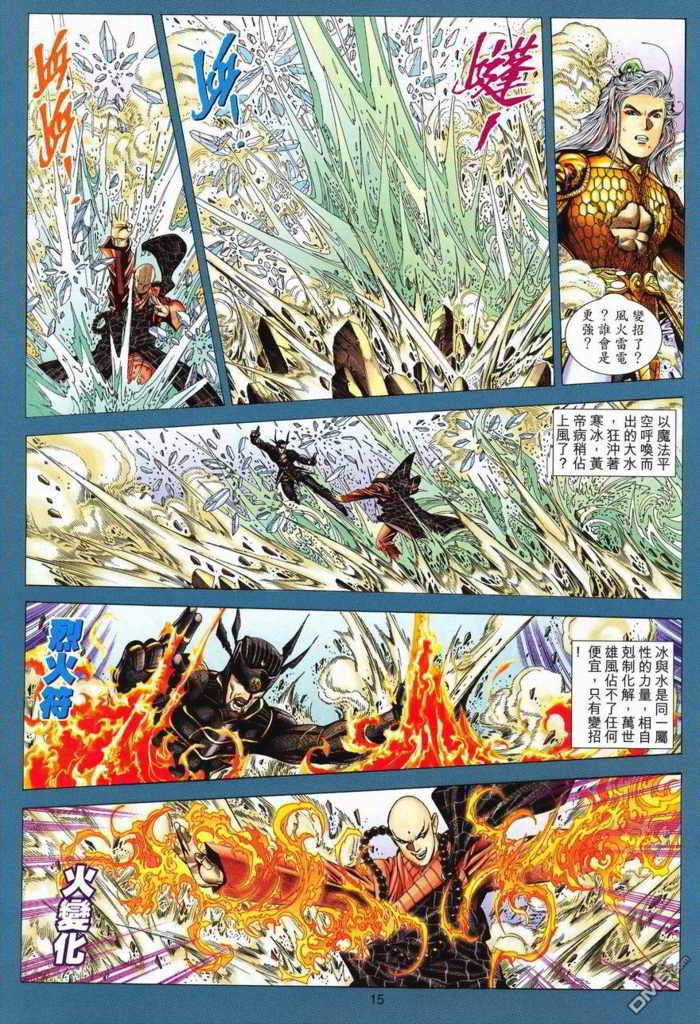 乒
乒
!
乒
蓬
!
變招了?
風火雷電
?誰會是
更強?
以魔法平
空呼喚而
出的大水
,狂沖著
寒冰,黃
帝病稍佔
上風了?
烈火符
冰與水是同一屬
性的力量,相自
剋制化解,萬世
雄風佔不了任何
便宜,只有變招
!
火變化
15